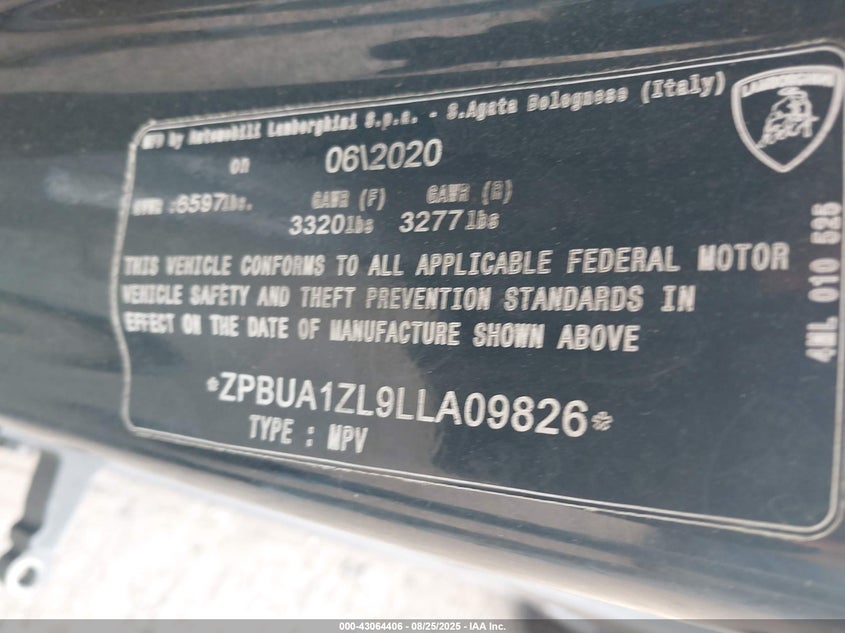 MFD by Automobili Lamborghini S.p.a. - S.Agata Bolognese (Italy)
LAMBORGHINI
on 06\2020
GVWR :6597lbs. GAWR (F) GAWR (R)
3320lbs 3277lbs
THIS VEHICLE CONFORMS TO ALL APPLICABLE FEDERAL MOTOR
VEHICLE SAFETY AND THEFT PREVENTION STANDARDS IN
EFFECT ON THE DATE OF MANUFACTURE SHOWN ABOVE
*ZPBUA1ZL9LLA09826*
TYPE : MPV
4ML 010 525
000-43064406 - 08/25/2025 - IAA Inc.